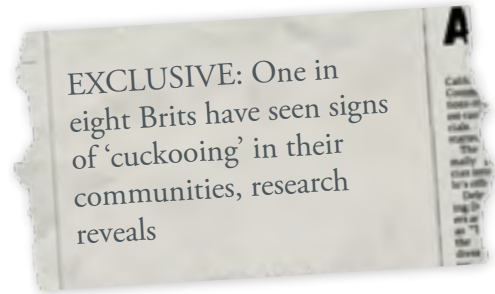 EXCLUSIVE: One in
eight Brits have seen signs
of ‘cuckooing’ in their
communities, research
reveals
A